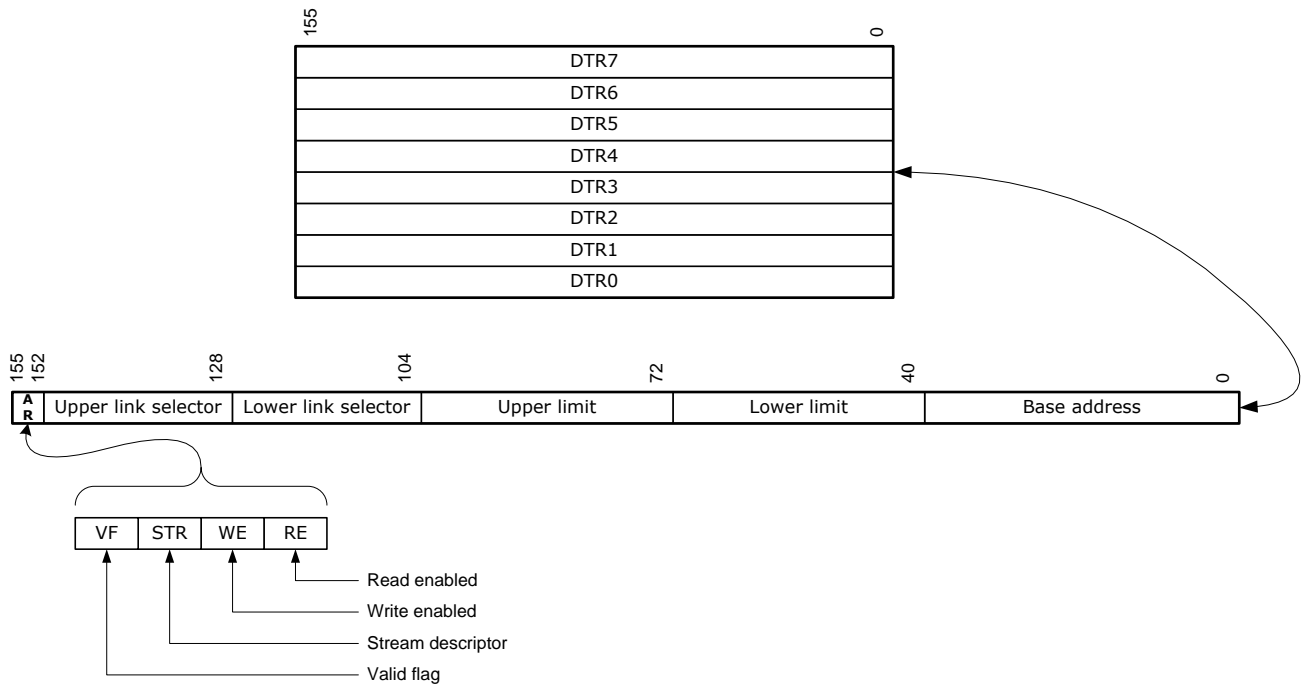 155 0
DTR7
DTR6
DTR5
DTR4
DTR3
DTR2
DTR1
DTR0
155 152 128 104 72 40 0
AR Upper link selector Lower link selector Upper limit Lower limit Base address
VF STR WE RE
Read enabled
Write enabled
Stream descriptor
Valid flag